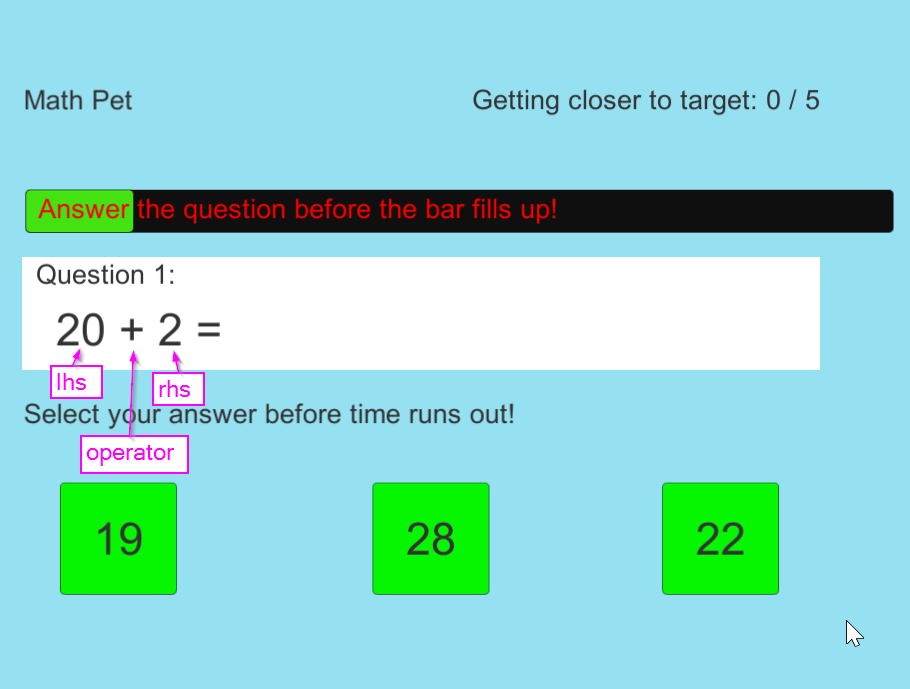 Math Pet
Getting closer to target: 0 / 5
Answer the question before the bar fills up!
Question 1:
20 + 2 =
lhs
rhs
Select your answer before time runs out!
operator
19
28
22